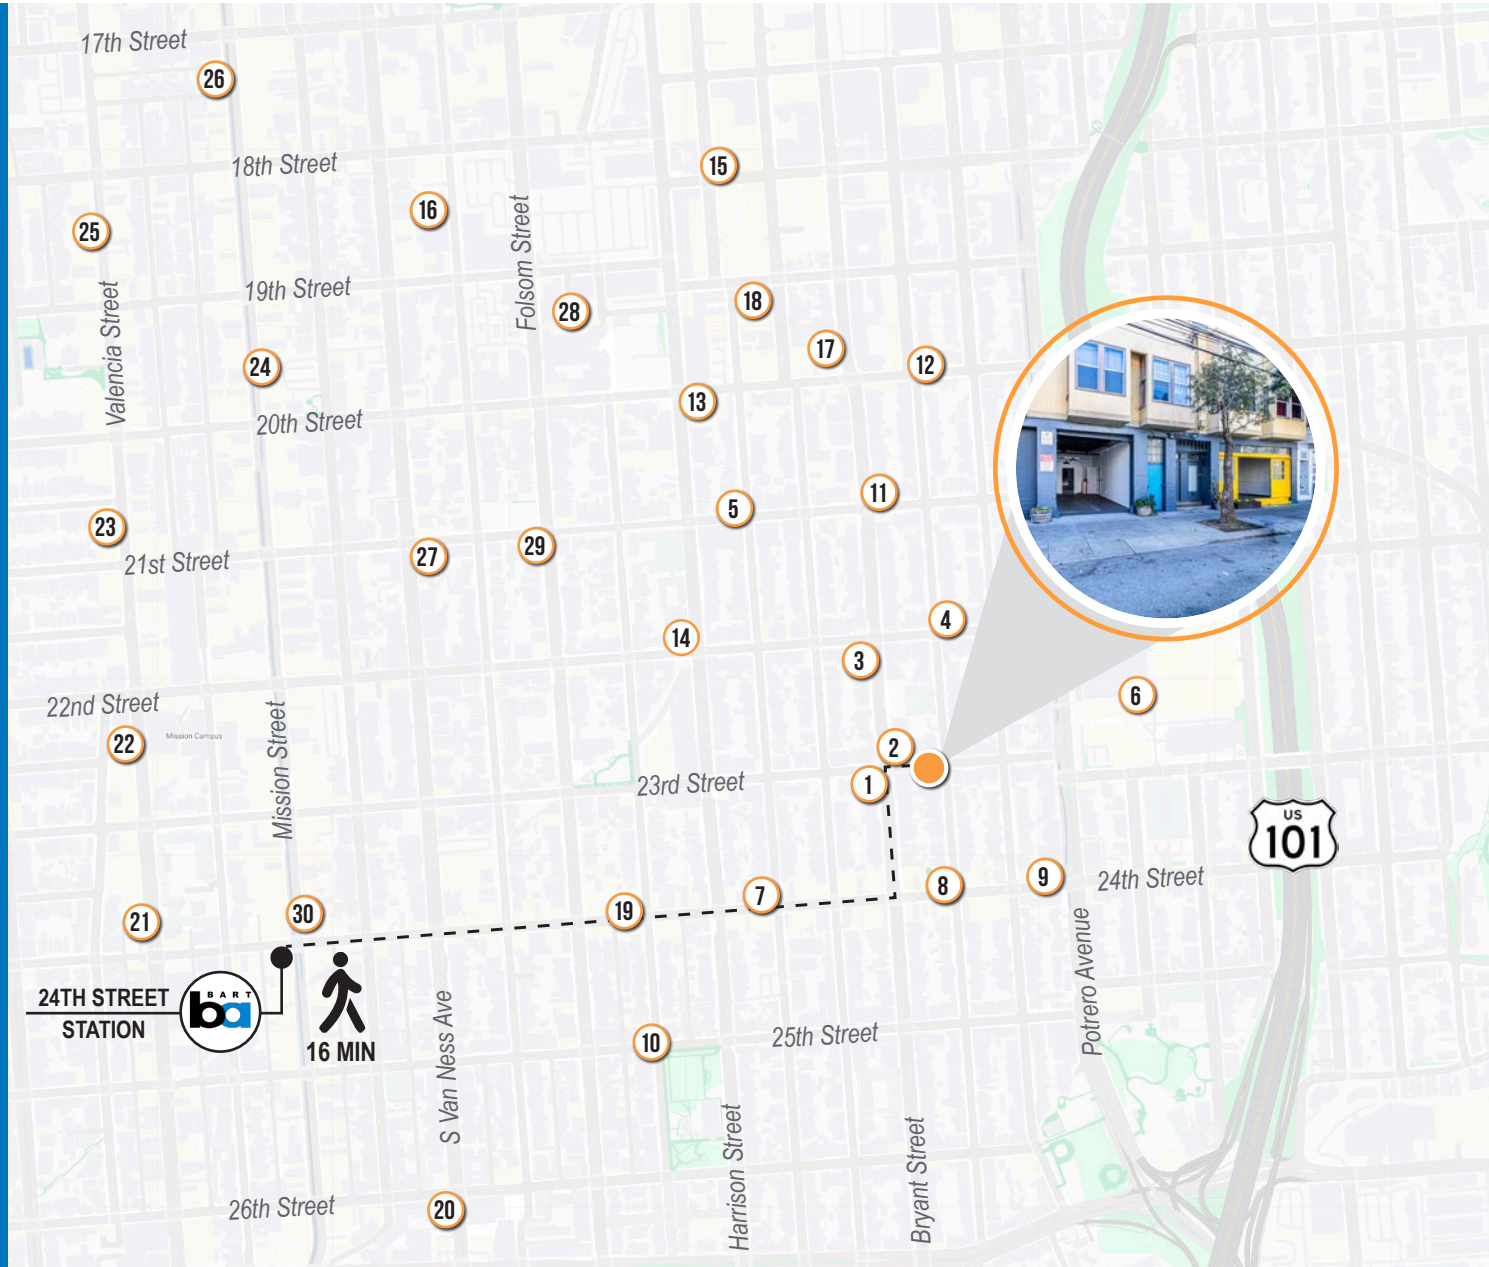 17th Street
26
18th Street
15
16
25
Folsom Street
19th Street
18
28
Valencia Street
17
24
12
13
20th Street
11
5
23
29
27
21st Street
4
14
3
6
22nd Street
22
Mission Campus
2
Mission Street
23rd Street
1
US
101
9
24th Street
8
7
19
30
21
Potrero Avenue
24TH STREET
STATION
BART
ba
16 MIN
S Van Ness Ave
10
25th Street
Harrison Street
Bryant Street
26th Street
20